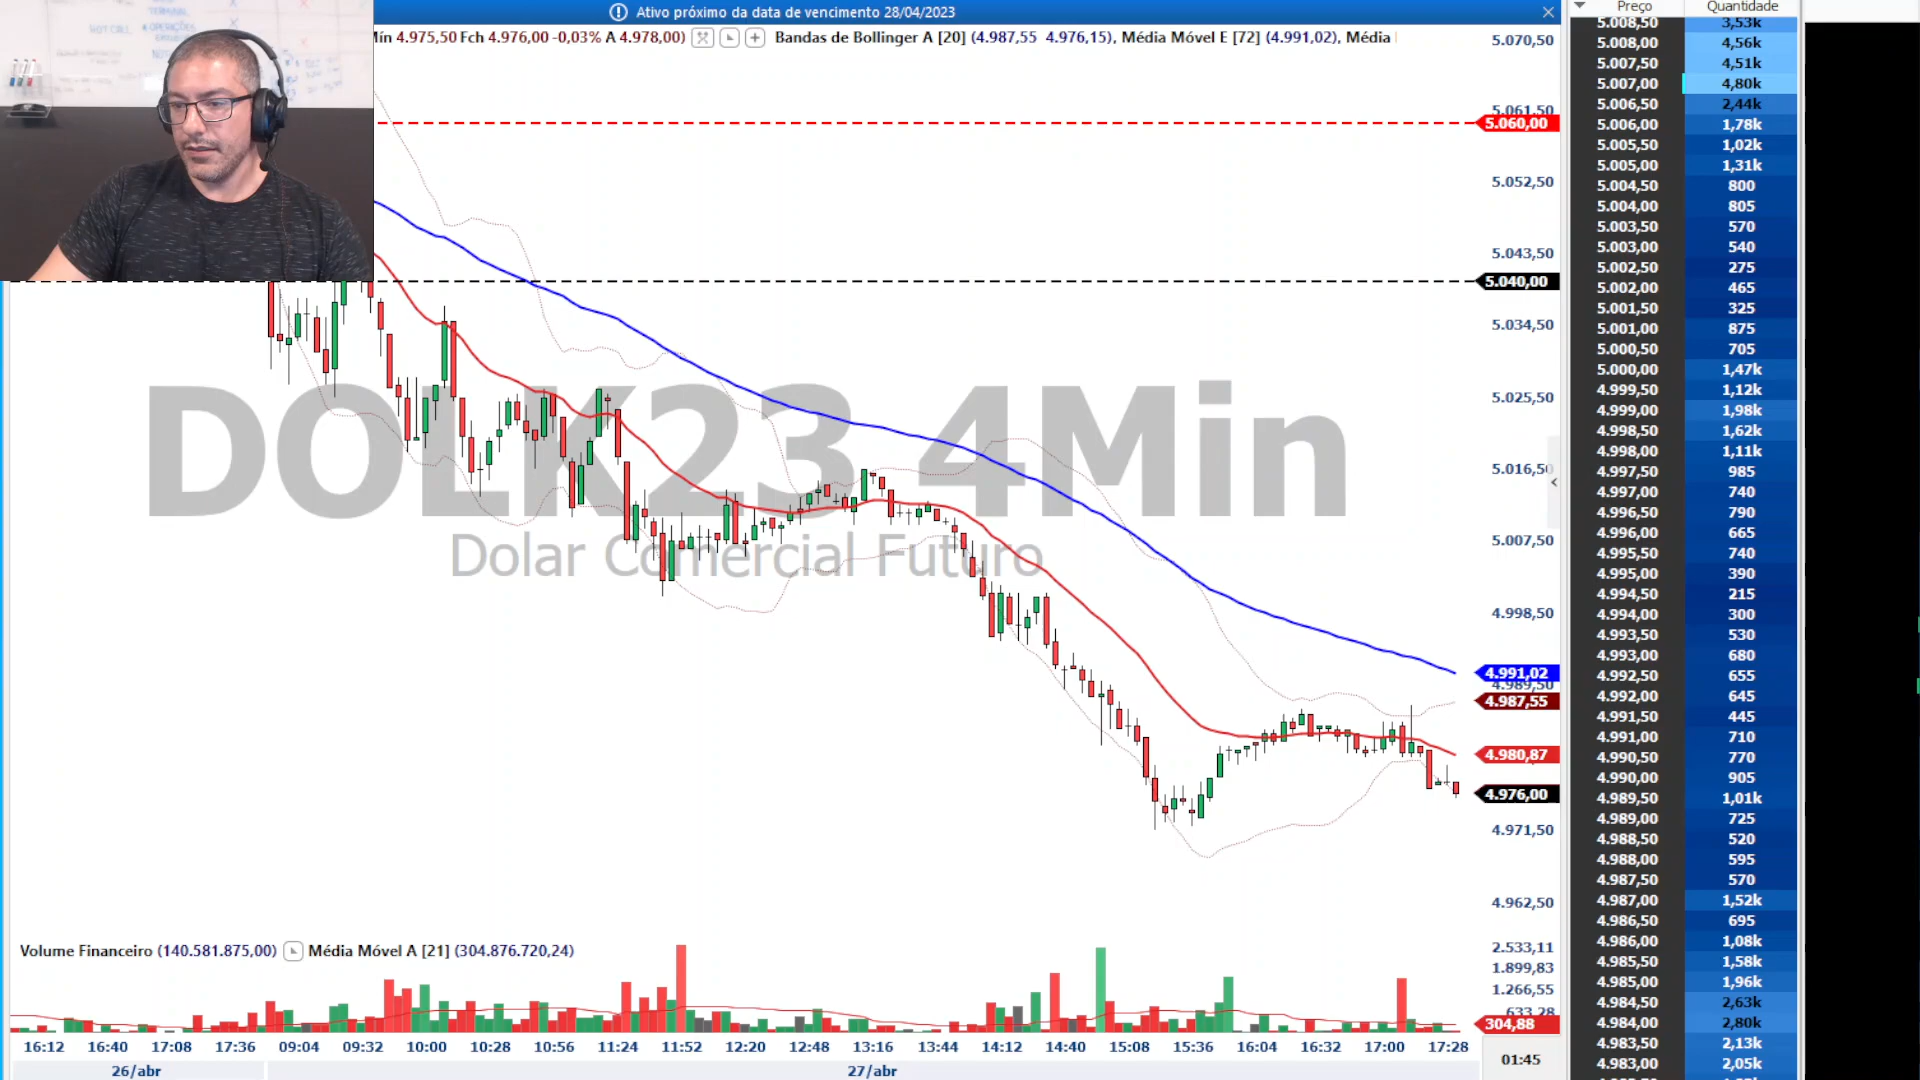 Ativo próximo da data de vencimento 28/04/2023
Mín 4.975,50 Fch 4.976,00 -0,03% A 4.978,00) Bandas de Bollinger A [20] (4.987,55 4.976,15), Média Móvel E [72] (4.991,02), Média
5.070,50
5.061,50
5.060,00
5.052,50
5.043,50
5.040,00
5.034,50
5.025,50
5.016,50
5.007,50
4.998,50
4.991,02
4.989,50
4.987,55
4.980,87
4.976,00
4.971,50
4.962,50
DOLK23 4Min
Dolar Comercial Futuro
Volume Financeiro (140.581.875,00) Média Móvel A [21] (304.876.720,24)
2.533,11
1.899,83
1.266,55
633,28
304,88
16:12 16:40 17:08 17:36 09:04 09:32 10:00 10:28 10:56 11:24 11:52 12:20 12:48 13:16 13:44 14:12 14:40 15:08 15:36 16:04 16:32 17:00 17:28
01:45
26/abr 27/abr
Preço Quantidade
5.008,50 3,53k
5.008,00 4,56k
5.007,50 4,51k
5.007,00 4,80k
5.006,50 2,44k
5.006,00 1,78k
5.005,50 1,02k
5.005,00 1,31k
5.004,50 800
5.004,00 805
5.003,50 570
5.003,00 540
5.002,50 275
5.002,00 465
5.001,50 325
5.001,00 875
5.000,50 705
5.000,00 1,47k
4.999,50 1,12k
4.999,00 1,98k
4.998,50 1,62k
4.998,00 1,11k
4.997,50 985
4.997,00 740
4.996,50 790
4.996,00 665
4.995,50 740
4.995,00 390
4.994,50 215
4.994,00 300
4.993,50 530
4.993,00 680
4.992,50 655
4.992,00 645
4.991,50 445
4.991,00 710
4.990,50 770
4.990,00 905
4.989,50 1,01k
4.989,00 725
4.988,50 520
4.988,00 595
4.987,50 570
4.987,00 1,52k
4.986,50 695
4.986,00 1,08k
4.985,50 1,58k
4.985,00 1,96k
4.984,50 2,63k
4.984,00 2,80k
4.983,50 2,13k
4.983,00 2,05k